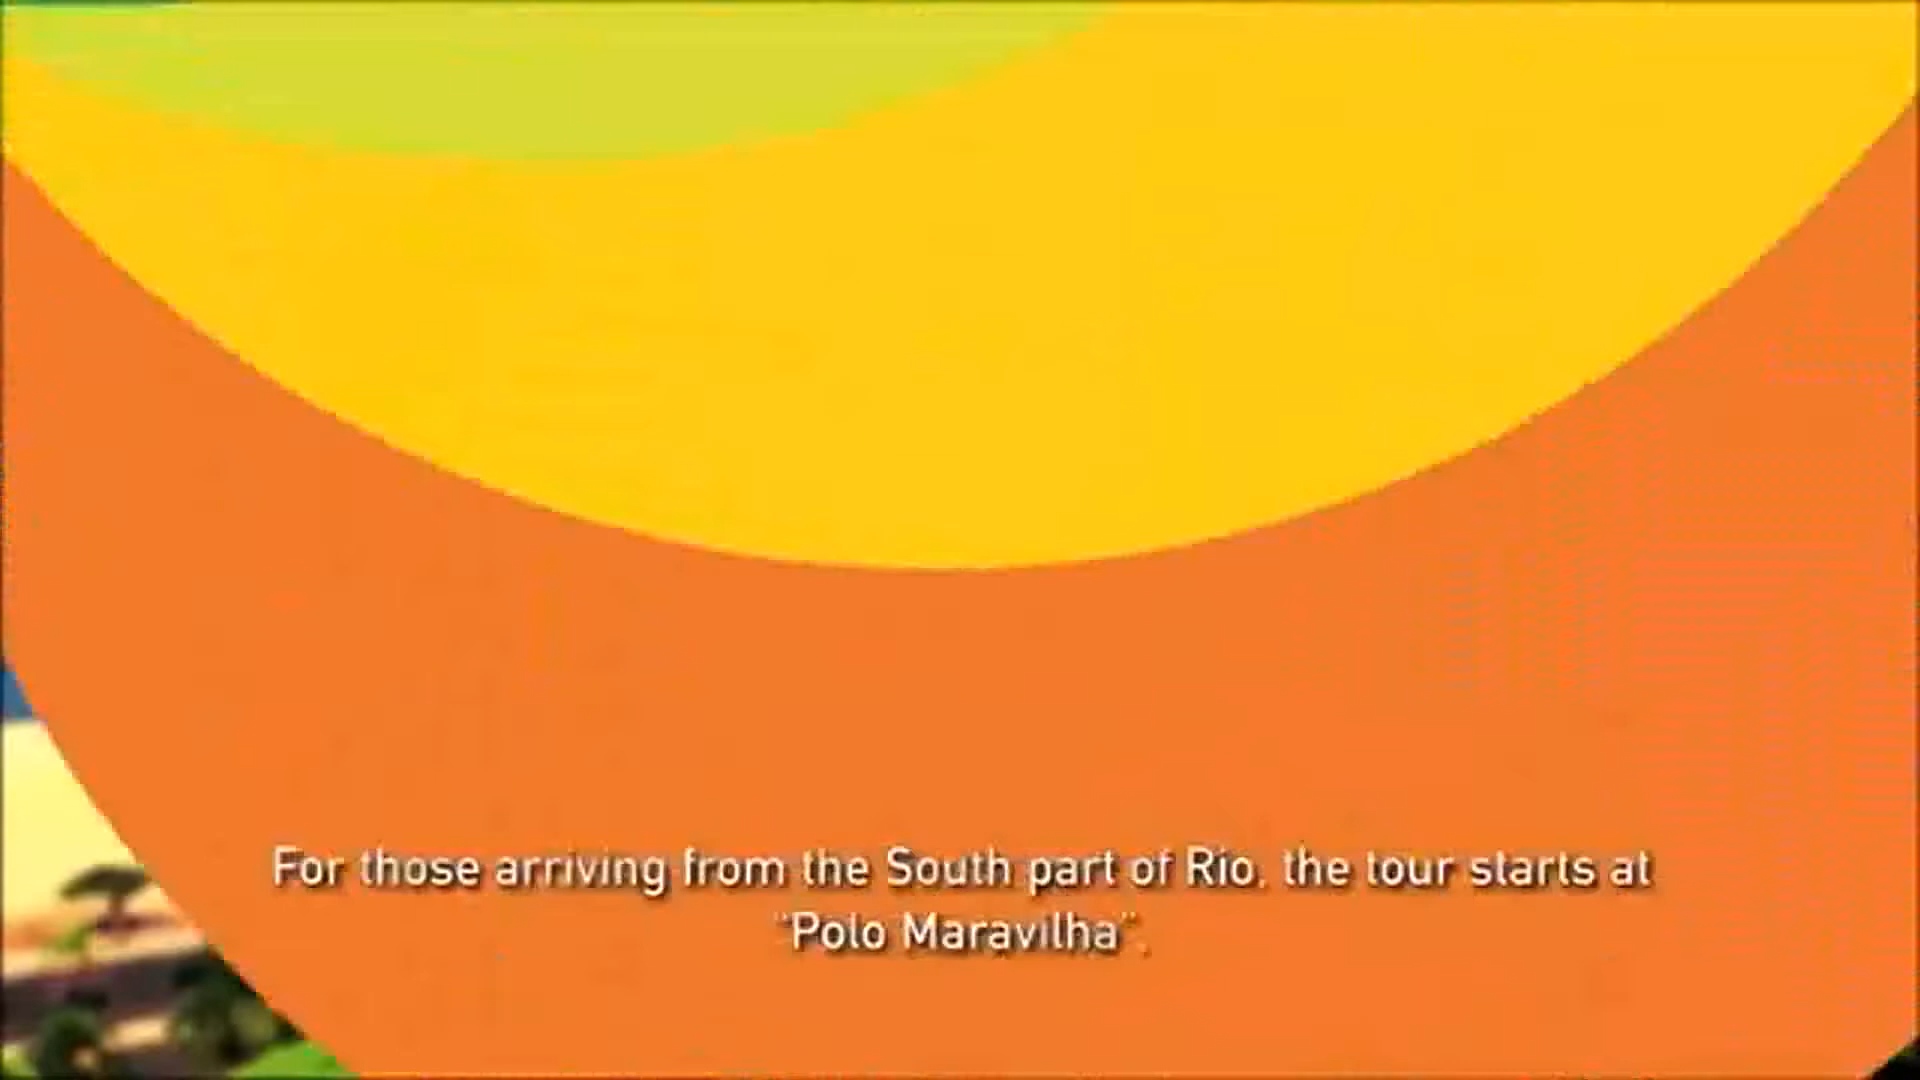 For those arriving from the South part of Rio, the tour starts at
"Polo Maravilha".